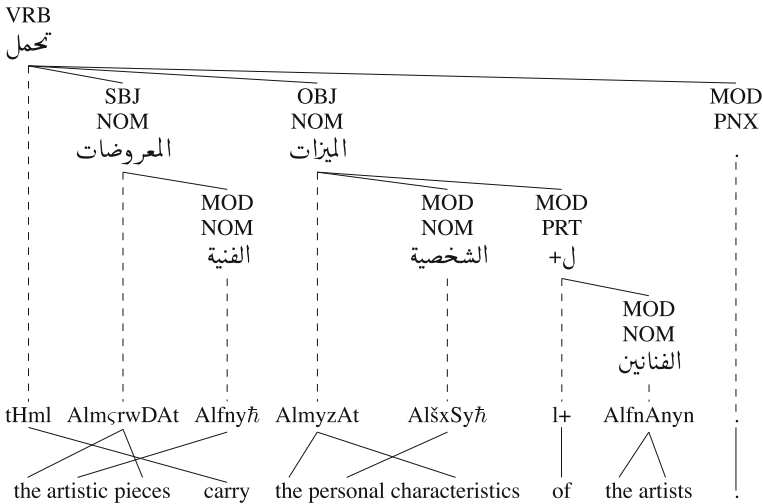 VRB
تحمل
SBJ OBJ MOD
NOM NOM PNX
المعروضات الميزات .
MOD MOD MOD
NOM NOM PRT
الفنية الشخصية ل+
MOD
NOM
الفنانين
tHml AlmςrwDAt Alfnyħ AlmyzAt AlšxSyħ l+ AlfnAnyn .
the artistic pieces carry the personal characteristics of the artists .